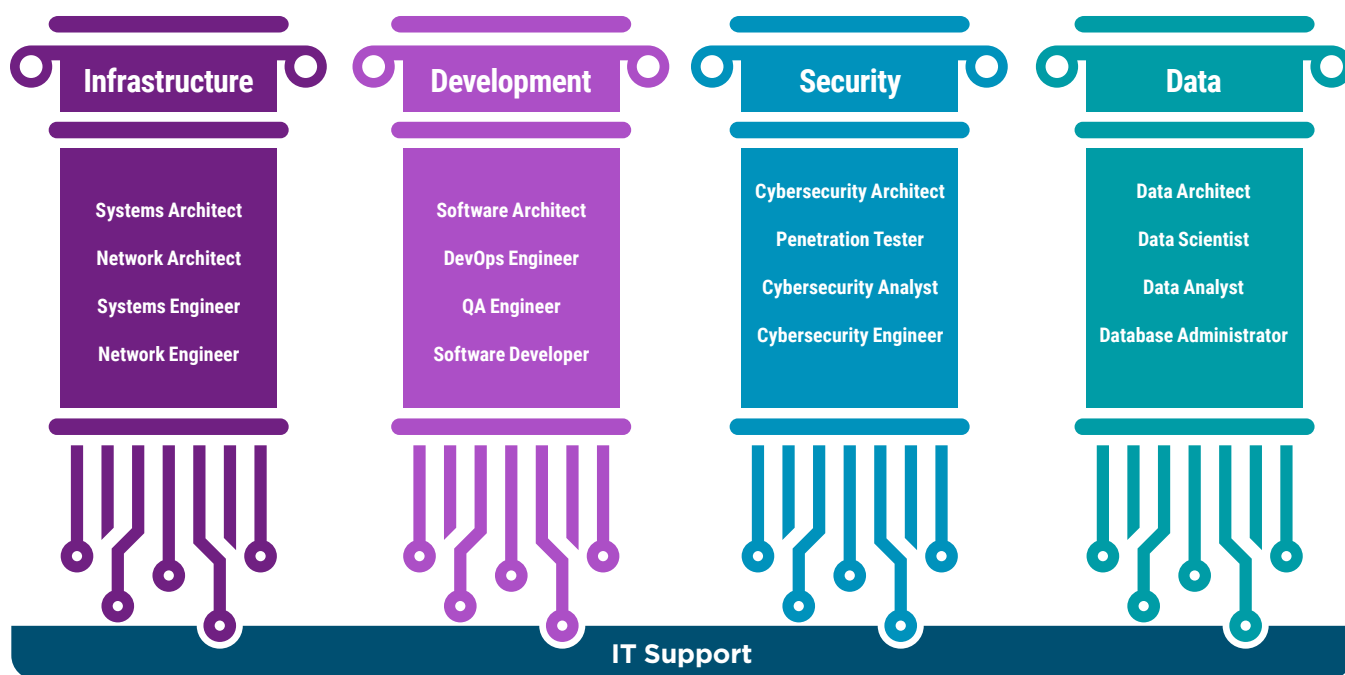 Infrastructure
Systems Architect
Network Architect
Systems Engineer
Network Engineer
Development
Software Architect
DevOps Engineer
QA Engineer
Software Developer
Security
Cybersecurity Architect
Penetration Tester
Cybersecurity Analyst
Cybersecurity Engineer
Data
Data Architect
Data Scientist
Data Analyst
Database Administrator
IT Support